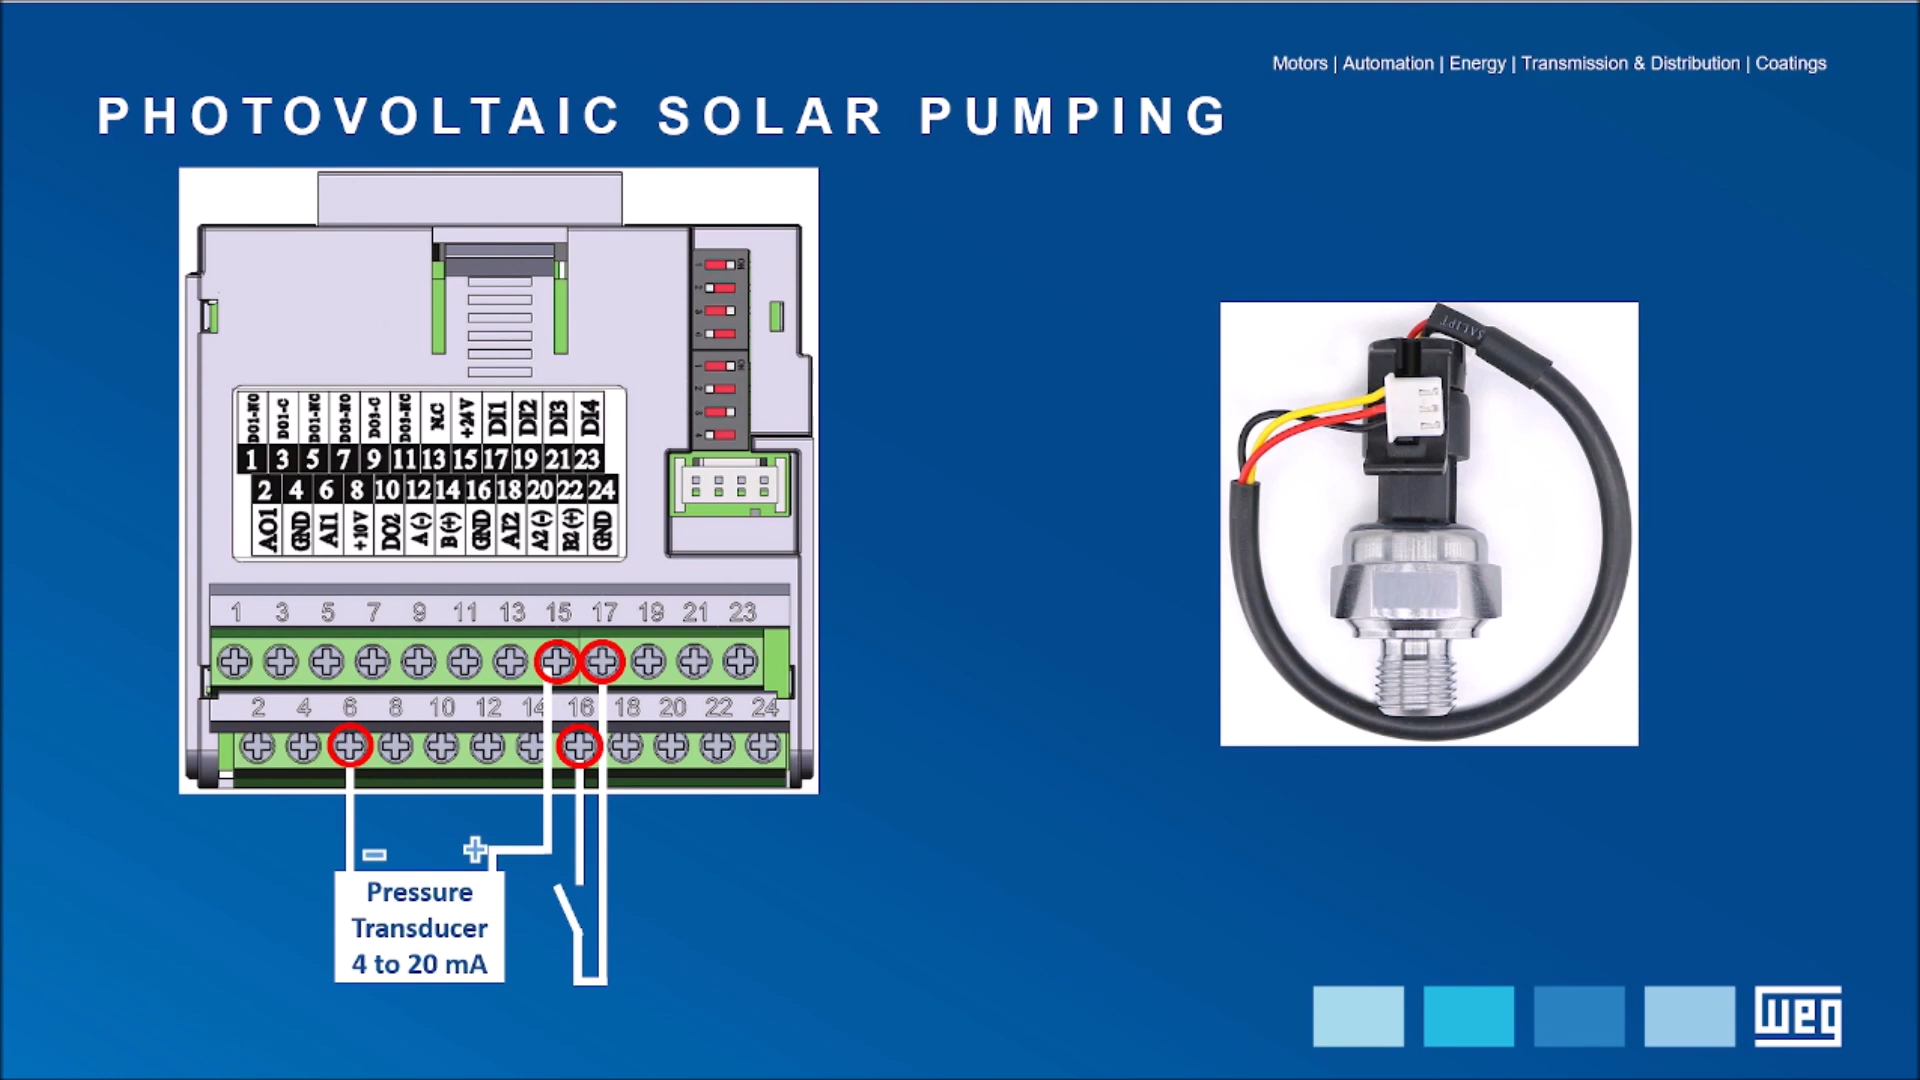 Motors | Automation | Energy | Transmission & Distribution | Coatings
PHOTOVOLTAIC SOLAR PUMPING
DO1-NO DO1-C DO1-NC DO3-NO DO3-C DO3-NC N.C +24V DI1 DI2 DI3 DI4
1 3 5 7 9 11 13 15 17 19 21 23
2 4 6 8 10 12 14 16 18 20 22 24
AO1 GND AI1 +10V DO2 A(-) B(+) GND AI2 A2(-) B2(+) GND
1 3 5 7 9 11 13 15 17 19 21 23
2 4 6 8 10 12 14 16 18 20 22 24
- +
Pressure
Transducer
4 to 20 mA
weg